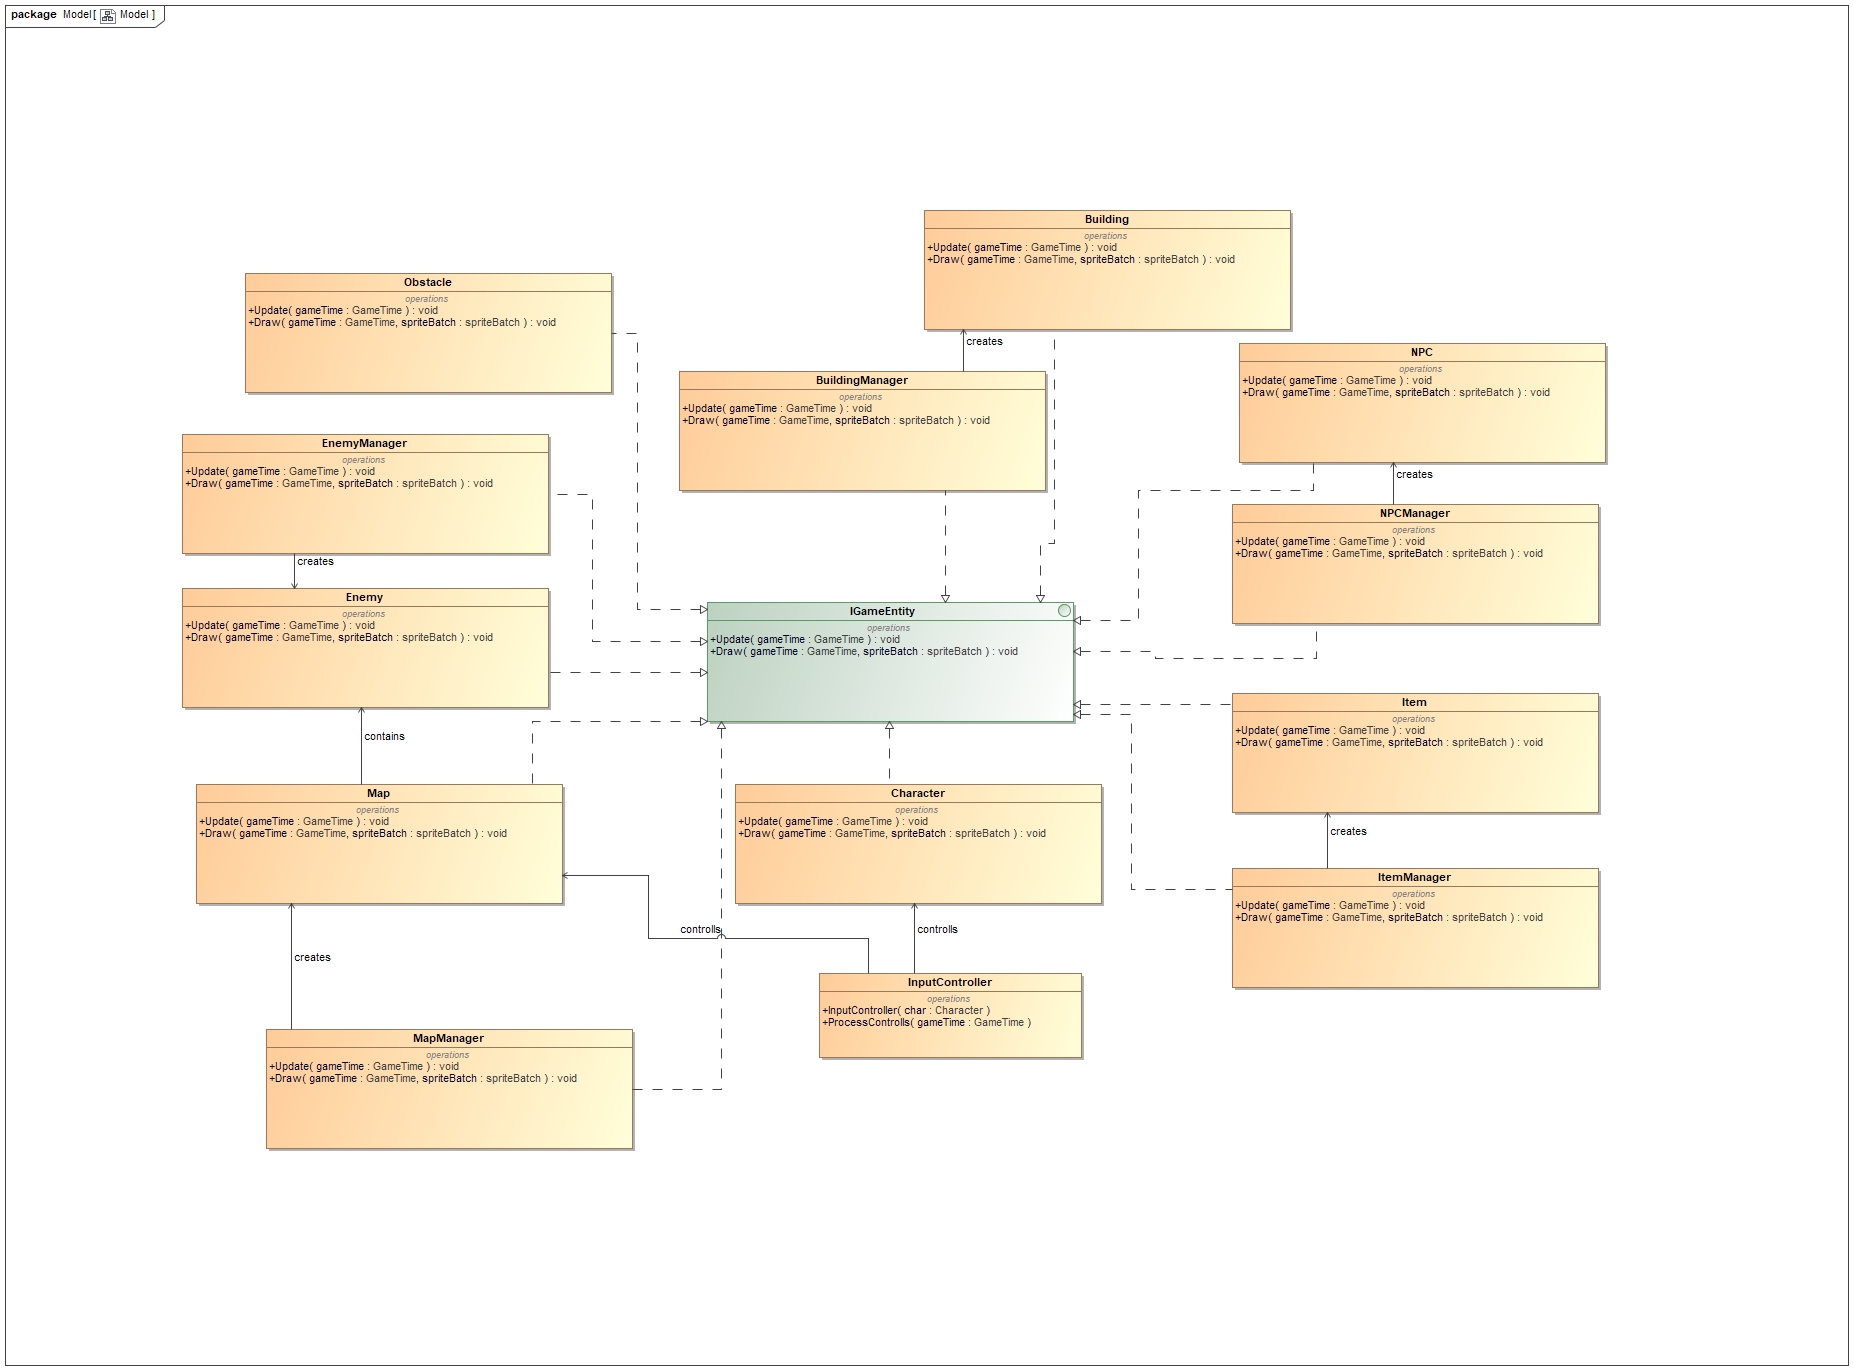 package Model[ Model ]
Building
operations
+Update( gameTime : GameTime ) : void
+Draw( gameTime : GameTime, spriteBatch : spriteBatch ) : void
Obstacle
operations
+Update( gameTime : GameTime ) : void
+Draw( gameTime : GameTime, spriteBatch : spriteBatch ) : void
creates
BuildingManager
operations
+Update( gameTime : GameTime ) : void
+Draw( gameTime : GameTime, spriteBatch : spriteBatch ) : void
NPC
operations
+Update( gameTime : GameTime ) : void
+Draw( gameTime : GameTime, spriteBatch : spriteBatch ) : void
EnemyManager
operations
+Update( gameTime : GameTime ) : void
+Draw( gameTime : GameTime, spriteBatch : spriteBatch ) : void
creates
NPCManager
operations
+Update( gameTime : GameTime ) : void
+Draw( gameTime : GameTime, spriteBatch : spriteBatch ) : void
creates
Enemy
operations
+Update( gameTime : GameTime ) : void
+Draw( gameTime : GameTime, spriteBatch : spriteBatch ) : void
IGameEntity
operations
+Update( gameTime : GameTime ) : void
+Draw( gameTime : GameTime, spriteBatch : spriteBatch ) : void
Item
operations
+Update( gameTime : GameTime ) : void
+Draw( gameTime : GameTime, spriteBatch : spriteBatch ) : void
contains
Map
operations
+Update( gameTime : GameTime ) : void
+Draw( gameTime : GameTime, spriteBatch : spriteBatch ) : void
Character
operations
+Update( gameTime : GameTime ) : void
+Draw( gameTime : GameTime, spriteBatch : spriteBatch ) : void
creates
ItemManager
operations
+Update( gameTime : GameTime ) : void
+Draw( gameTime : GameTime, spriteBatch : spriteBatch ) : void
controlls
controlls
creates
InputController
operations
+InputController( char : Character )
+ProcessControlls( gameTime : GameTime )
MapManager
operations
+Update( gameTime : GameTime ) : void
+Draw( gameTime : GameTime, spriteBatch : spriteBatch ) : void